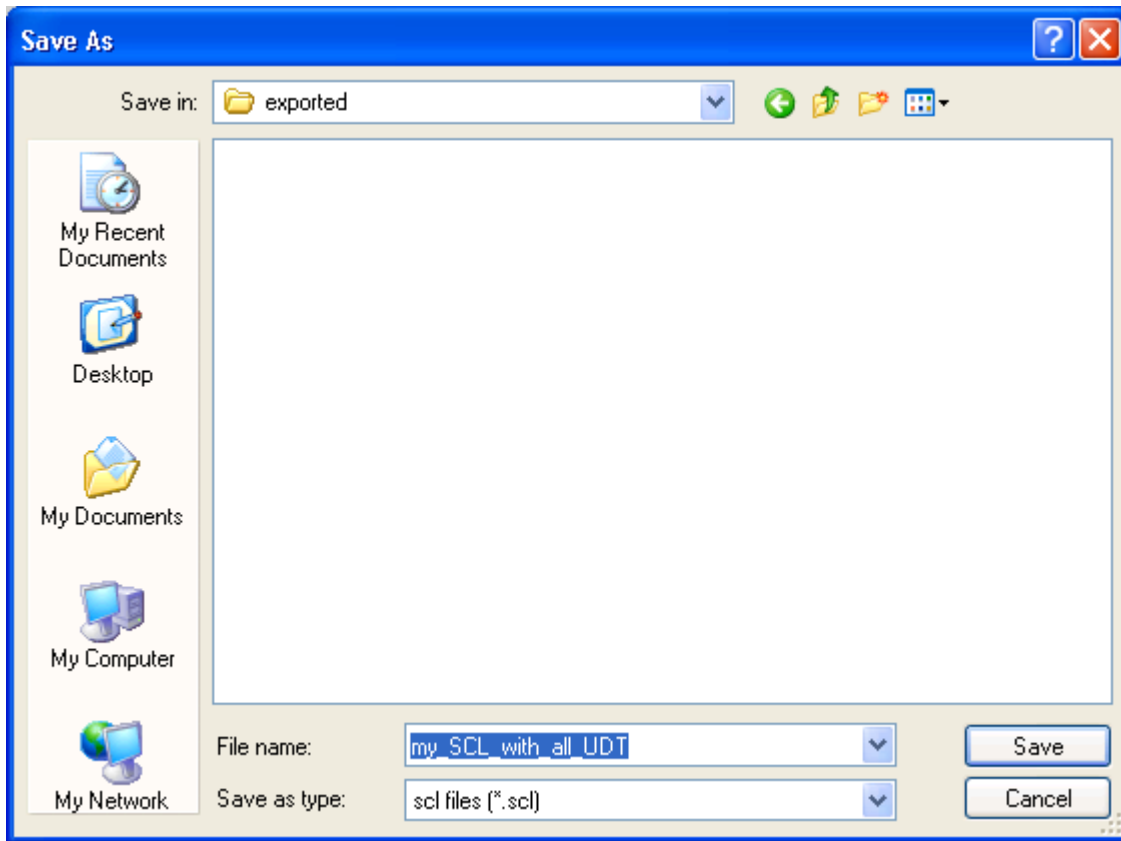 Save As
Save in:
exported
My Recent
Documents
Desktop
My Documents
My Computer
My Network
File name:
my_SCL_with_all_UDT
Save
Save as type:
scl files (*.scl)
Cancel